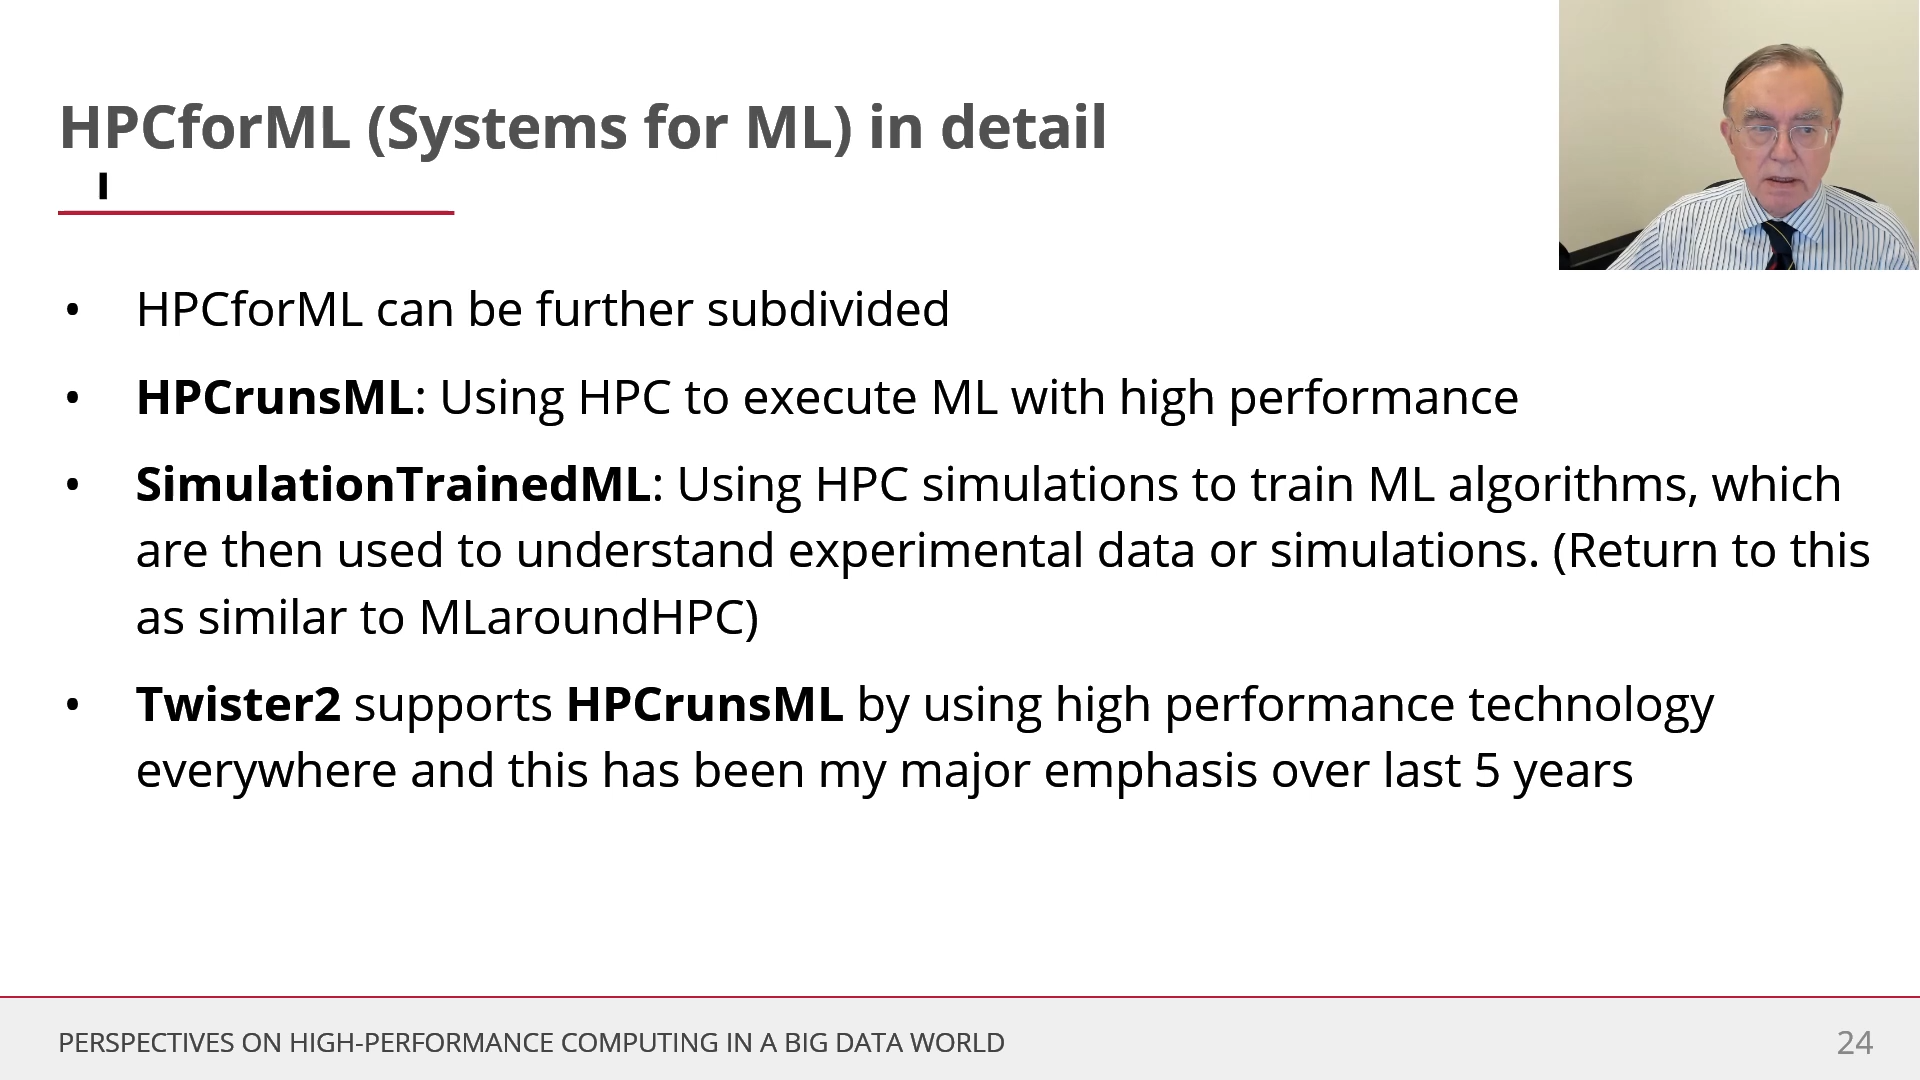 HPCforML (Systems for ML) in detail
• HPCforML can be further subdivided
• HPCrunsML: Using HPC to execute ML with high performance
• SimulationTrainedML: Using HPC simulations to train ML algorithms, which
are then used to understand experimental data or simulations. (Return to this
as similar to MLaroundHPC)
• Twister2 supports HPCrunsML by using high performance technology
everywhere and this has been my major emphasis over last 5 years
PERSPECTIVES ON HIGH-PERFORMANCE COMPUTING IN A BIG DATA WORLD
24